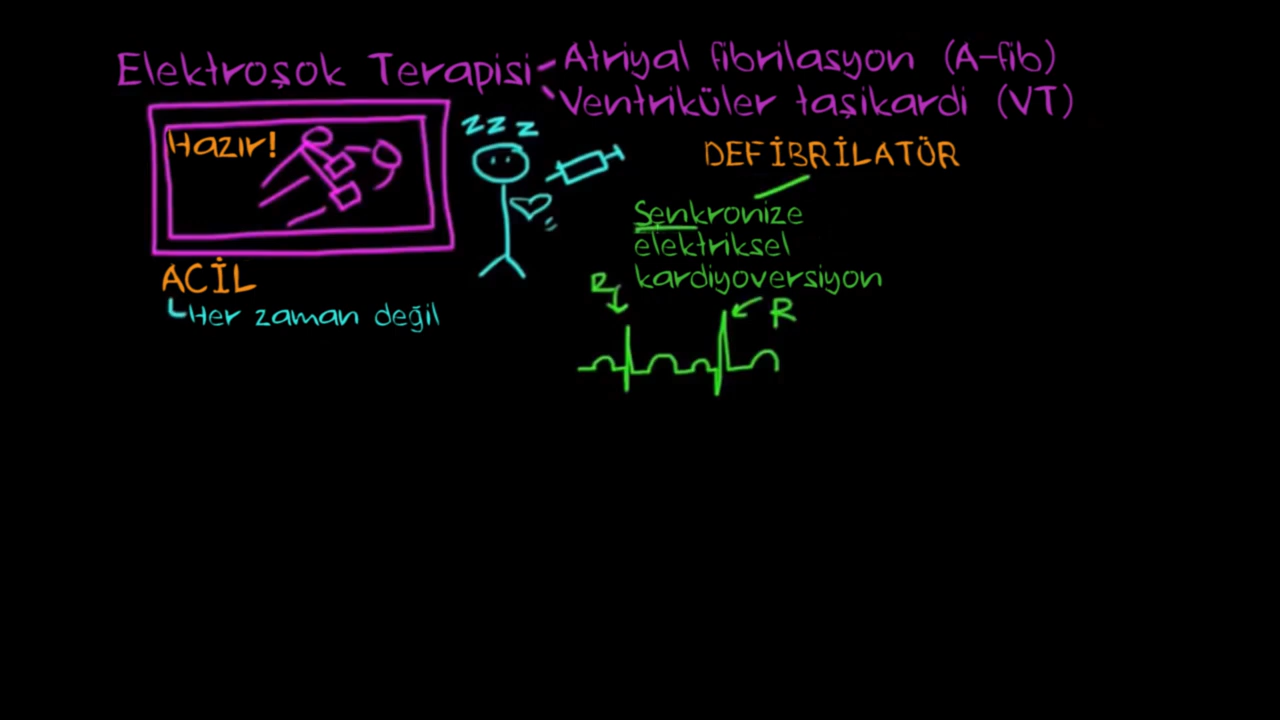 Elektroşok Terapisi
Atriyal fibrilasyon (A-fib)
Ventriküler taşikardi (VT)
Hazır!
z z z
DEFİBRİLATÖR
Senkronize
elektriksel
kardiyoversiyon
ACİL
Her zaman değil
R
R